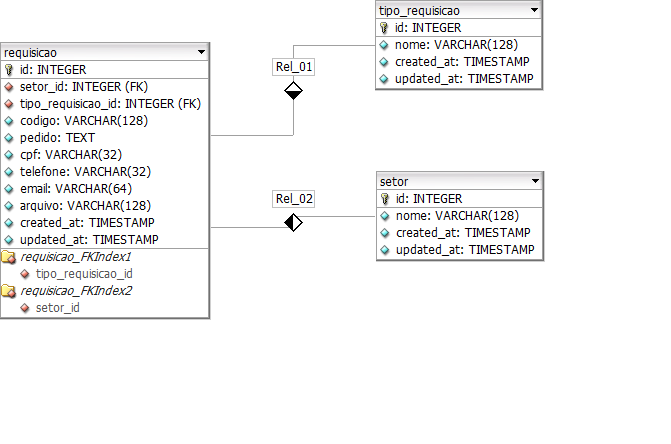 requisicao
id: INTEGER
setor_id: INTEGER (FK)
tipo_requisicao_id: INTEGER (FK)
codigo: VARCHAR(128)
pedido: TEXT
cpf: VARCHAR(32)
telefone: VARCHAR(32)
email: VARCHAR(64)
arquivo: VARCHAR(128)
created_at: TIMESTAMP
updated_at: TIMESTAMP
requisicao_FKIndex1
tipo_requisicao_id
requisicao_FKIndex2
setor_id
Rel_01
Rel_02
tipo_requisicao
id: INTEGER
nome: VARCHAR(128)
created_at: TIMESTAMP
updated_at: TIMESTAMP
setor
id: INTEGER
nome: VARCHAR(128)
created_at: TIMESTAMP
updated_at: TIMESTAMP